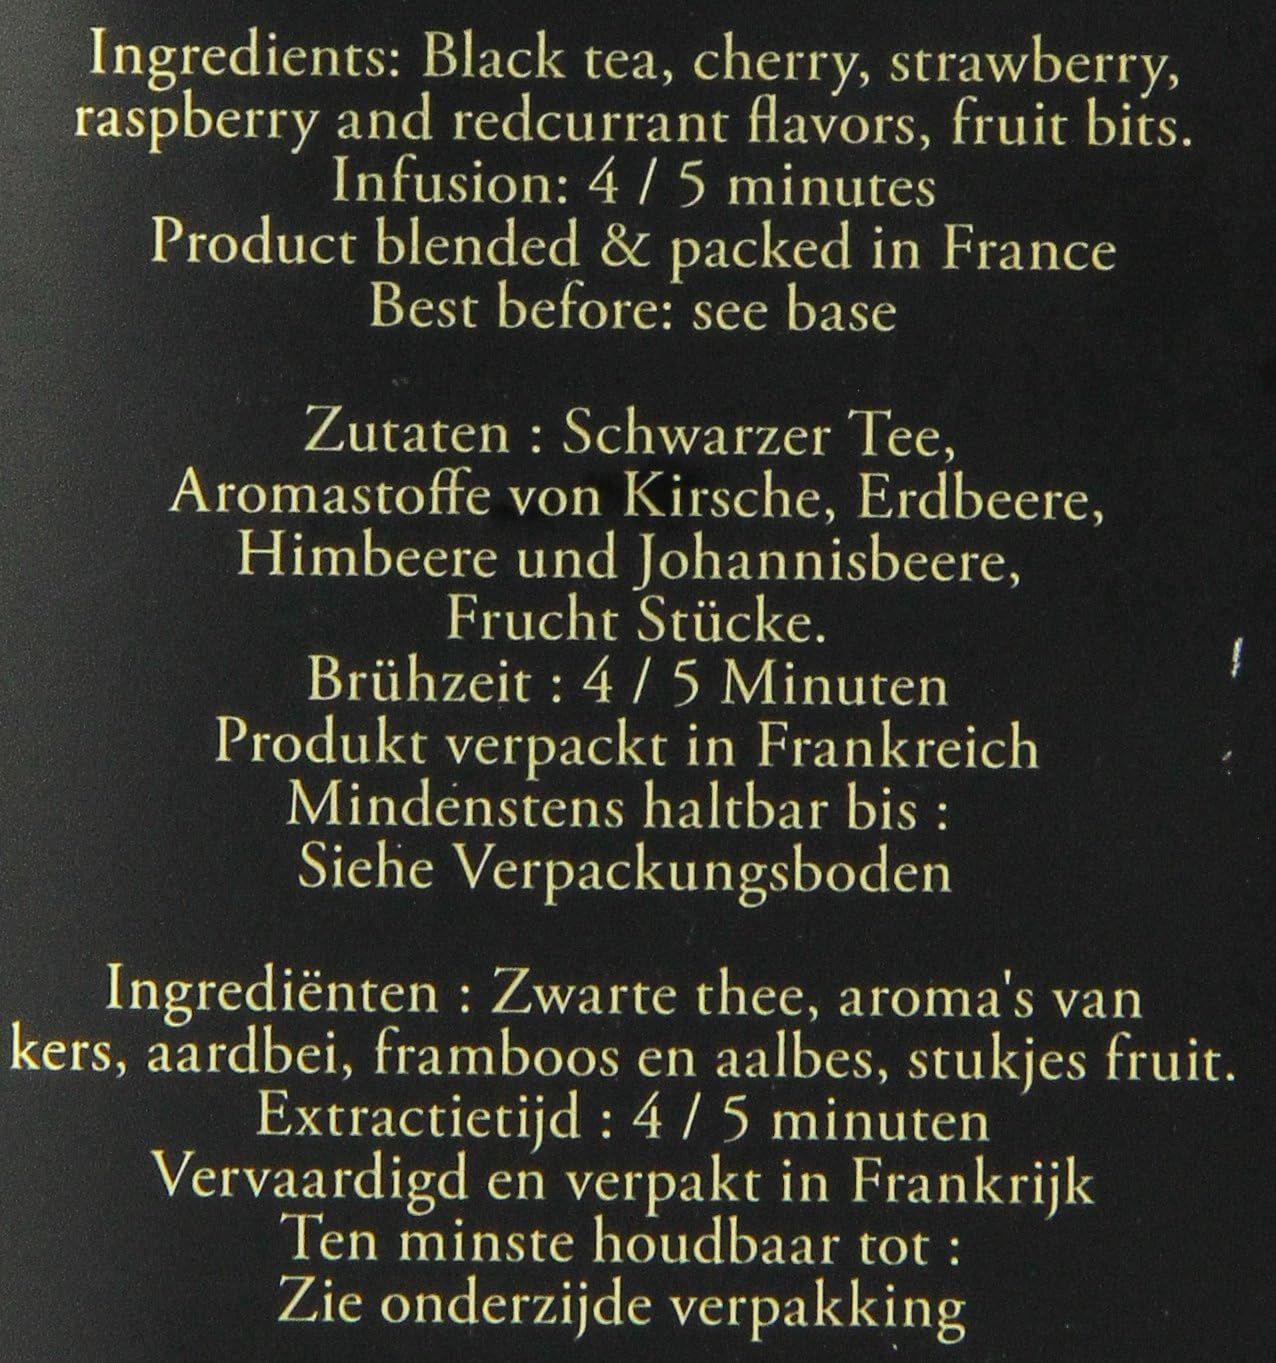 Ingredients: Black tea, cherry, strawberry,
raspberry and redcurrant flavors, fruit bits.
Infusion: 4 / 5 minutes
Product blended & packed in France
Best before: see base
Zutaten : Schwarzer Tee,
Aromastoffe von Kirsche, Erdbeere,
Himbeere und Johannisbeere,
Frucht Stücke.
Brühzeit : 4 / 5 Minuten
Produkt verpackt in Frankreich
Mindenstens haltbar bis :
Siehe Verpackungsboden
Ingrediënten : Zwarte thee, aroma's van
kers, aardbei, framboos en aalbes, stukjes fruit.
Extractietijd : 4 / 5 minuten
Vervaardigd en verpakt in Frankrijk
Ten minste houdbaar tot :
Zie onderzijde verpakking